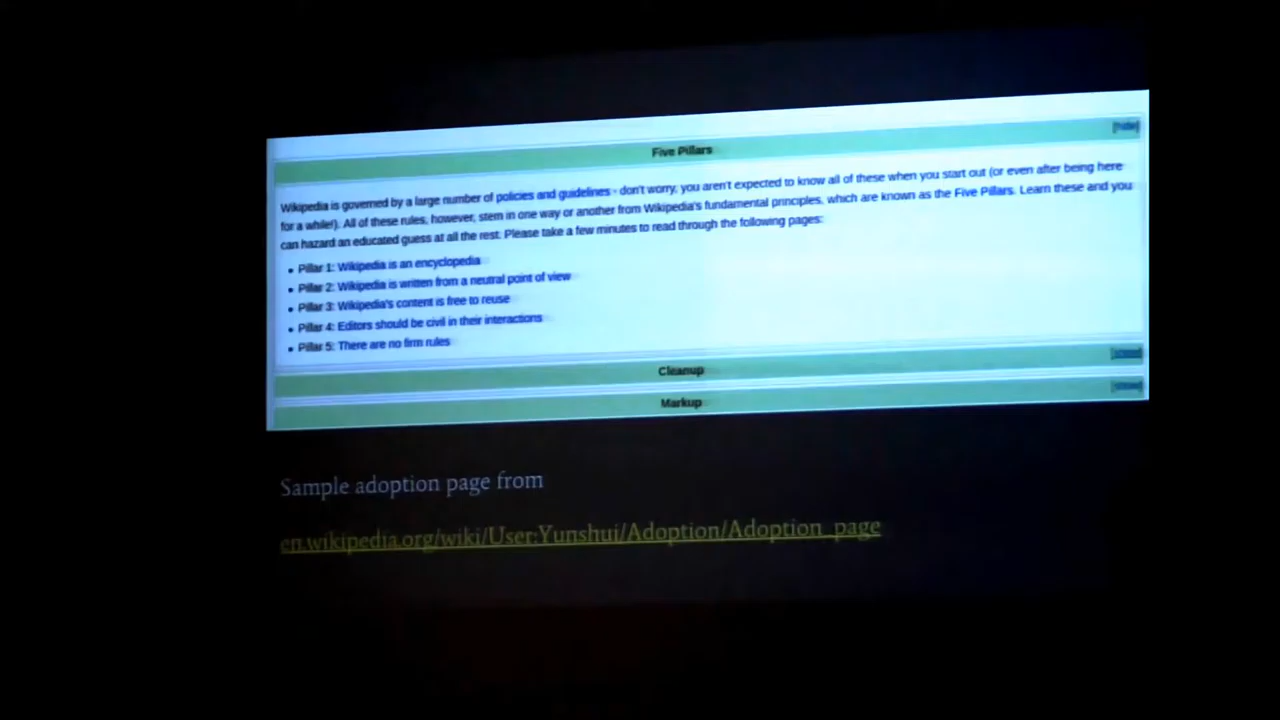 Five Pillars
[hide]
Wikipedia is governed by a large number of policies and guidelines - don't worry, you aren't expected to know all of these when you start out (or even after being here
for a while!). All of these rules, however, stem in one way or another from Wikipedia's fundamental principles, which are known as the Five Pillars. Learn these and you
can hazard an educated guess at all the rest. Please take a few minutes to read through the following pages:
• Pillar 1: Wikipedia is an encyclopedia
• Pillar 2: Wikipedia is written from a neutral point of view
• Pillar 3: Wikipedia's content is free to reuse
• Pillar 4: Editors should be civil in their interactions
• Pillar 5: There are no firm rules
Cleanup
[show]
Markup
[show]
Sample adoption page from
en.wikipedia.org/wiki/User:Yunshui/Adoption/Adoption_page